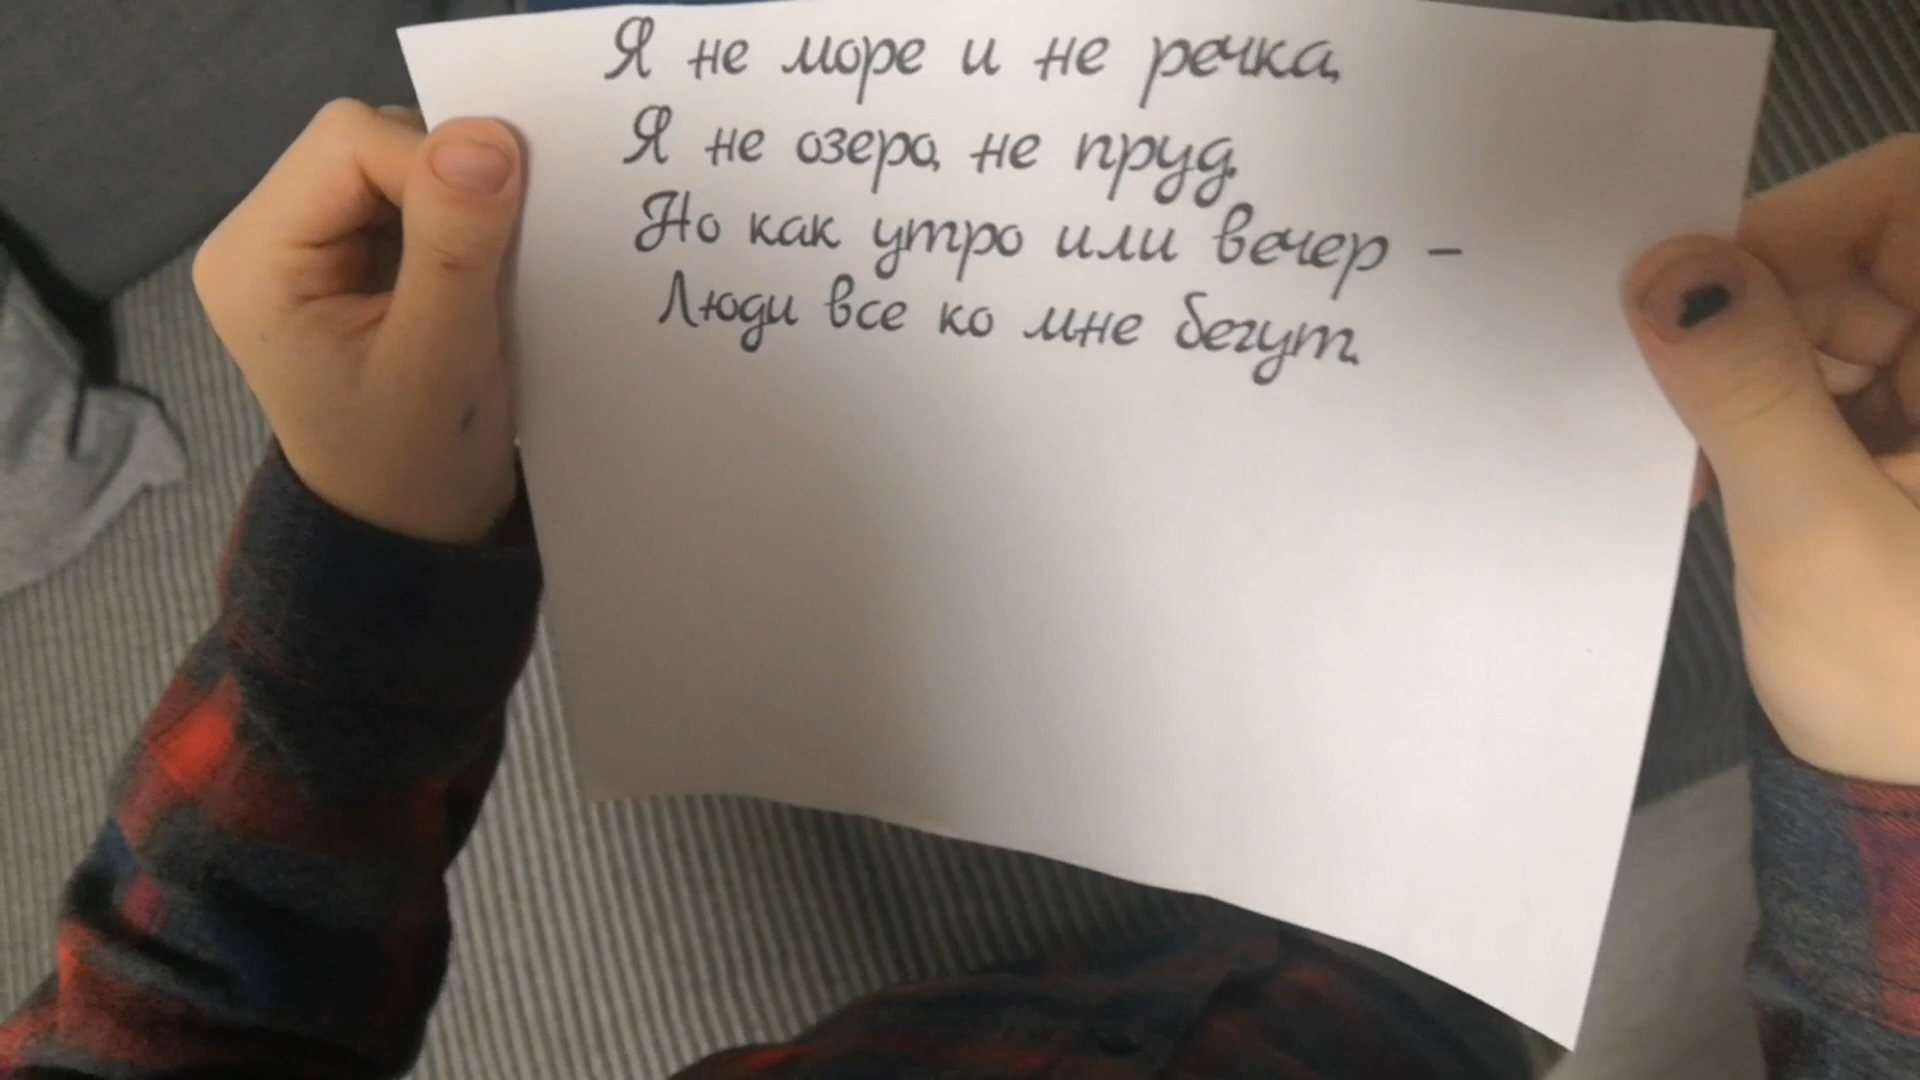 Я не море и не речка,
Я не озеро, не пруд.
Но как утро или вечер –
Люди все ко мне бегут.